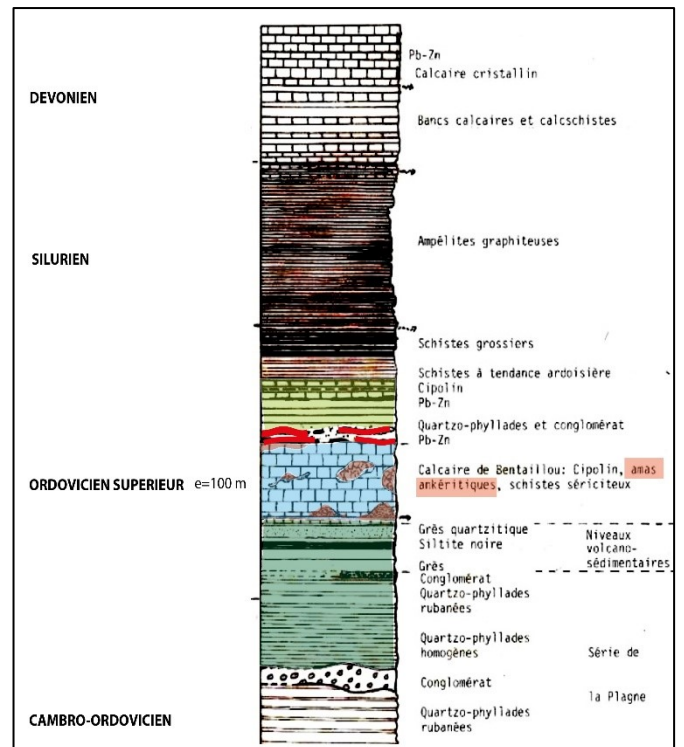 DEVONIEN
Pb-Zn
Calcaire cristallin
Bancs calcaires et calcschistes
SILURIEN
Ampélites graphiteuses
Schistes grossiers
Schistes à tendance ardoisière
Cipolin
Pb-Zn
Quartzo-phyllades et conglomérat
Pb-Zn
ORDOVICIEN SUPERIEUR e=100 m
Calcaire de Bentaillou: Cipolin, amas
ankéritiques, schistes sériciteux
Grès quartzitique
Siltite noire
Grès
Niveaux
volcano-
sédimentaires
Conglomérat
Quartzo-phyllades
rubanées
Quartzo-phyllades
homogènes
Conglomérat
Série de
la Plagne
CAMBRO-ORDOVICIEN
Quartzo-phyllades
rubanées